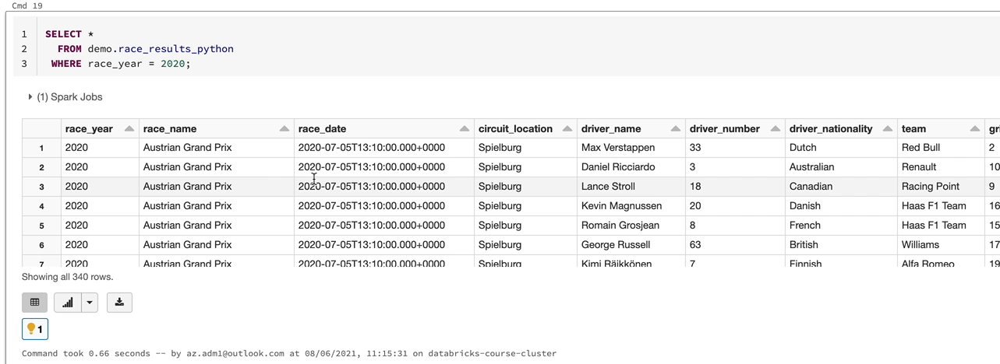 Cmd 19
1 SELECT *
2 FROM demo.race_results_python
3 WHERE race_year = 2020;
(1) Spark Jobs
race_year race_name race_date circuit_location driver_name driver_number driver_nationality team gri
1 2020 Austrian Grand Prix 2020-07-05T13:10:00.000+0000 Spielburg Max Verstappen 33 Dutch Red Bull 2
2 2020 Austrian Grand Prix 2020-07-05T13:10:00.000+0000 Spielburg Daniel Ricciardo 3 Australian Renault 10
3 2020 Austrian Grand Prix 2020-07-05T13:10:00.000+0000 Spielburg Lance Stroll 18 Canadian Racing Point 9
4 2020 Austrian Grand Prix 2020-07-05T13:10:00.000+0000 Spielburg Kevin Magnussen 20 Danish Haas F1 Team 16
5 2020 Austrian Grand Prix 2020-07-05T13:10:00.000+0000 Spielburg Romain Grosjean 8 French Haas F1 Team 15
6 2020 Austrian Grand Prix 2020-07-05T13:10:00.000+0000 Spielburg George Russell 63 British Williams 17
7 2020 Austrian Grand Prix 2020-07-05T13:10:00.000+0000 Spielburg Kimi Räikkönen 7 Finnish Alfa Romeo 19
Showing all 340 rows.
1
Command took 0.66 seconds -- by az.adm1@outlook.com at 08/06/2021, 11:15:31 on databricks-course-cluster